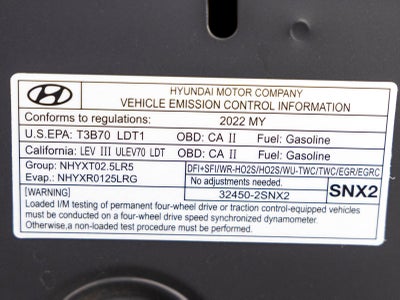 HYUNDAI MOTOR COMPANY
VEHICLE EMISSION CONTROL INFORMATION
Conforms to regulations: 2022 MY
U.S.EPA: T3B70 LDT1 OBD: CA II Fuel: Gasoline
California: LEV III ULEV70 LDT OBD: CA II Fuel: Gasoline
Group: NHYXT02.5LR5 DFI+SFI/WR-HO2S/HO2S/WU-TWC/TWC/EGR/EGRC
Evap.: NHYXR0125LRG No adjustments needed.
32450-2SNX2 SNX2
[WARNING]
Loaded I/M testing of permanent four-wheel drive or traction control-equipped vehicles
must be conducted on a four-wheel drive speed synchronized dynamometer.
Otherwise,a non-loaded test procedure must be conducted.